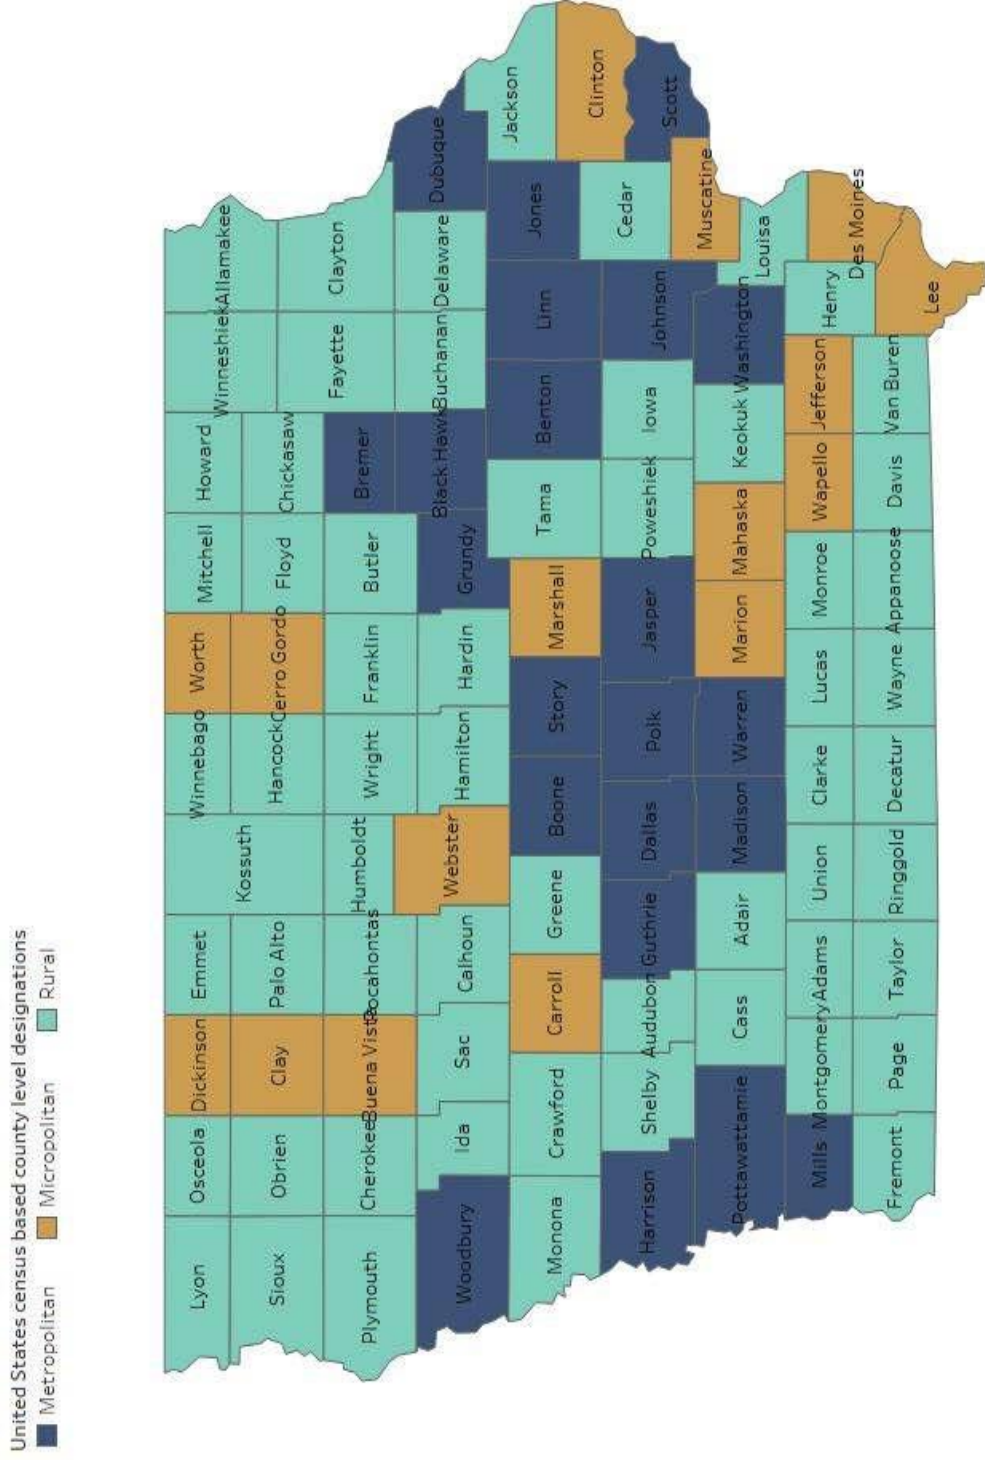 United States census based county level designations
Metropolitan Micropolitan Rural
Lyon Osceola Dickinson Emmet Kossuth Winnebago Worth Mitchell Howard Winneshiek Allamakee
Sioux Obrien Clay Palo Alto Hancock Cerro Gordo Floyd Chickasaw Fayette Clayton
Plymouth Cherokee Buena Vista Pocahontas Humboldt Wright Franklin Butler Bremer
Woodbury Ida Sac Calhoun Webster Hamilton Hardin Grundy Black Hawk Buchanan Delaware Dubuque
Monona Crawford Carroll Greene Boone Story Marshall Tama Benton Linn Jones Jackson
Harrison Shelby Audubon Guthrie Dallas Polk Jasper Poweshiek Iowa Johnson Cedar Clinton
Scott
Pottawattamie Cass Adair Madison Warren Marion Mahaska Keokuk Washington Muscatine
Louisa
Mills Montgomery Adams Union Clarke Lucas Monroe Wapello Jefferson Henry Des Moines
Fremont Page Taylor Ringgold Decatur Wayne Appanoose Davis Van Buren Lee